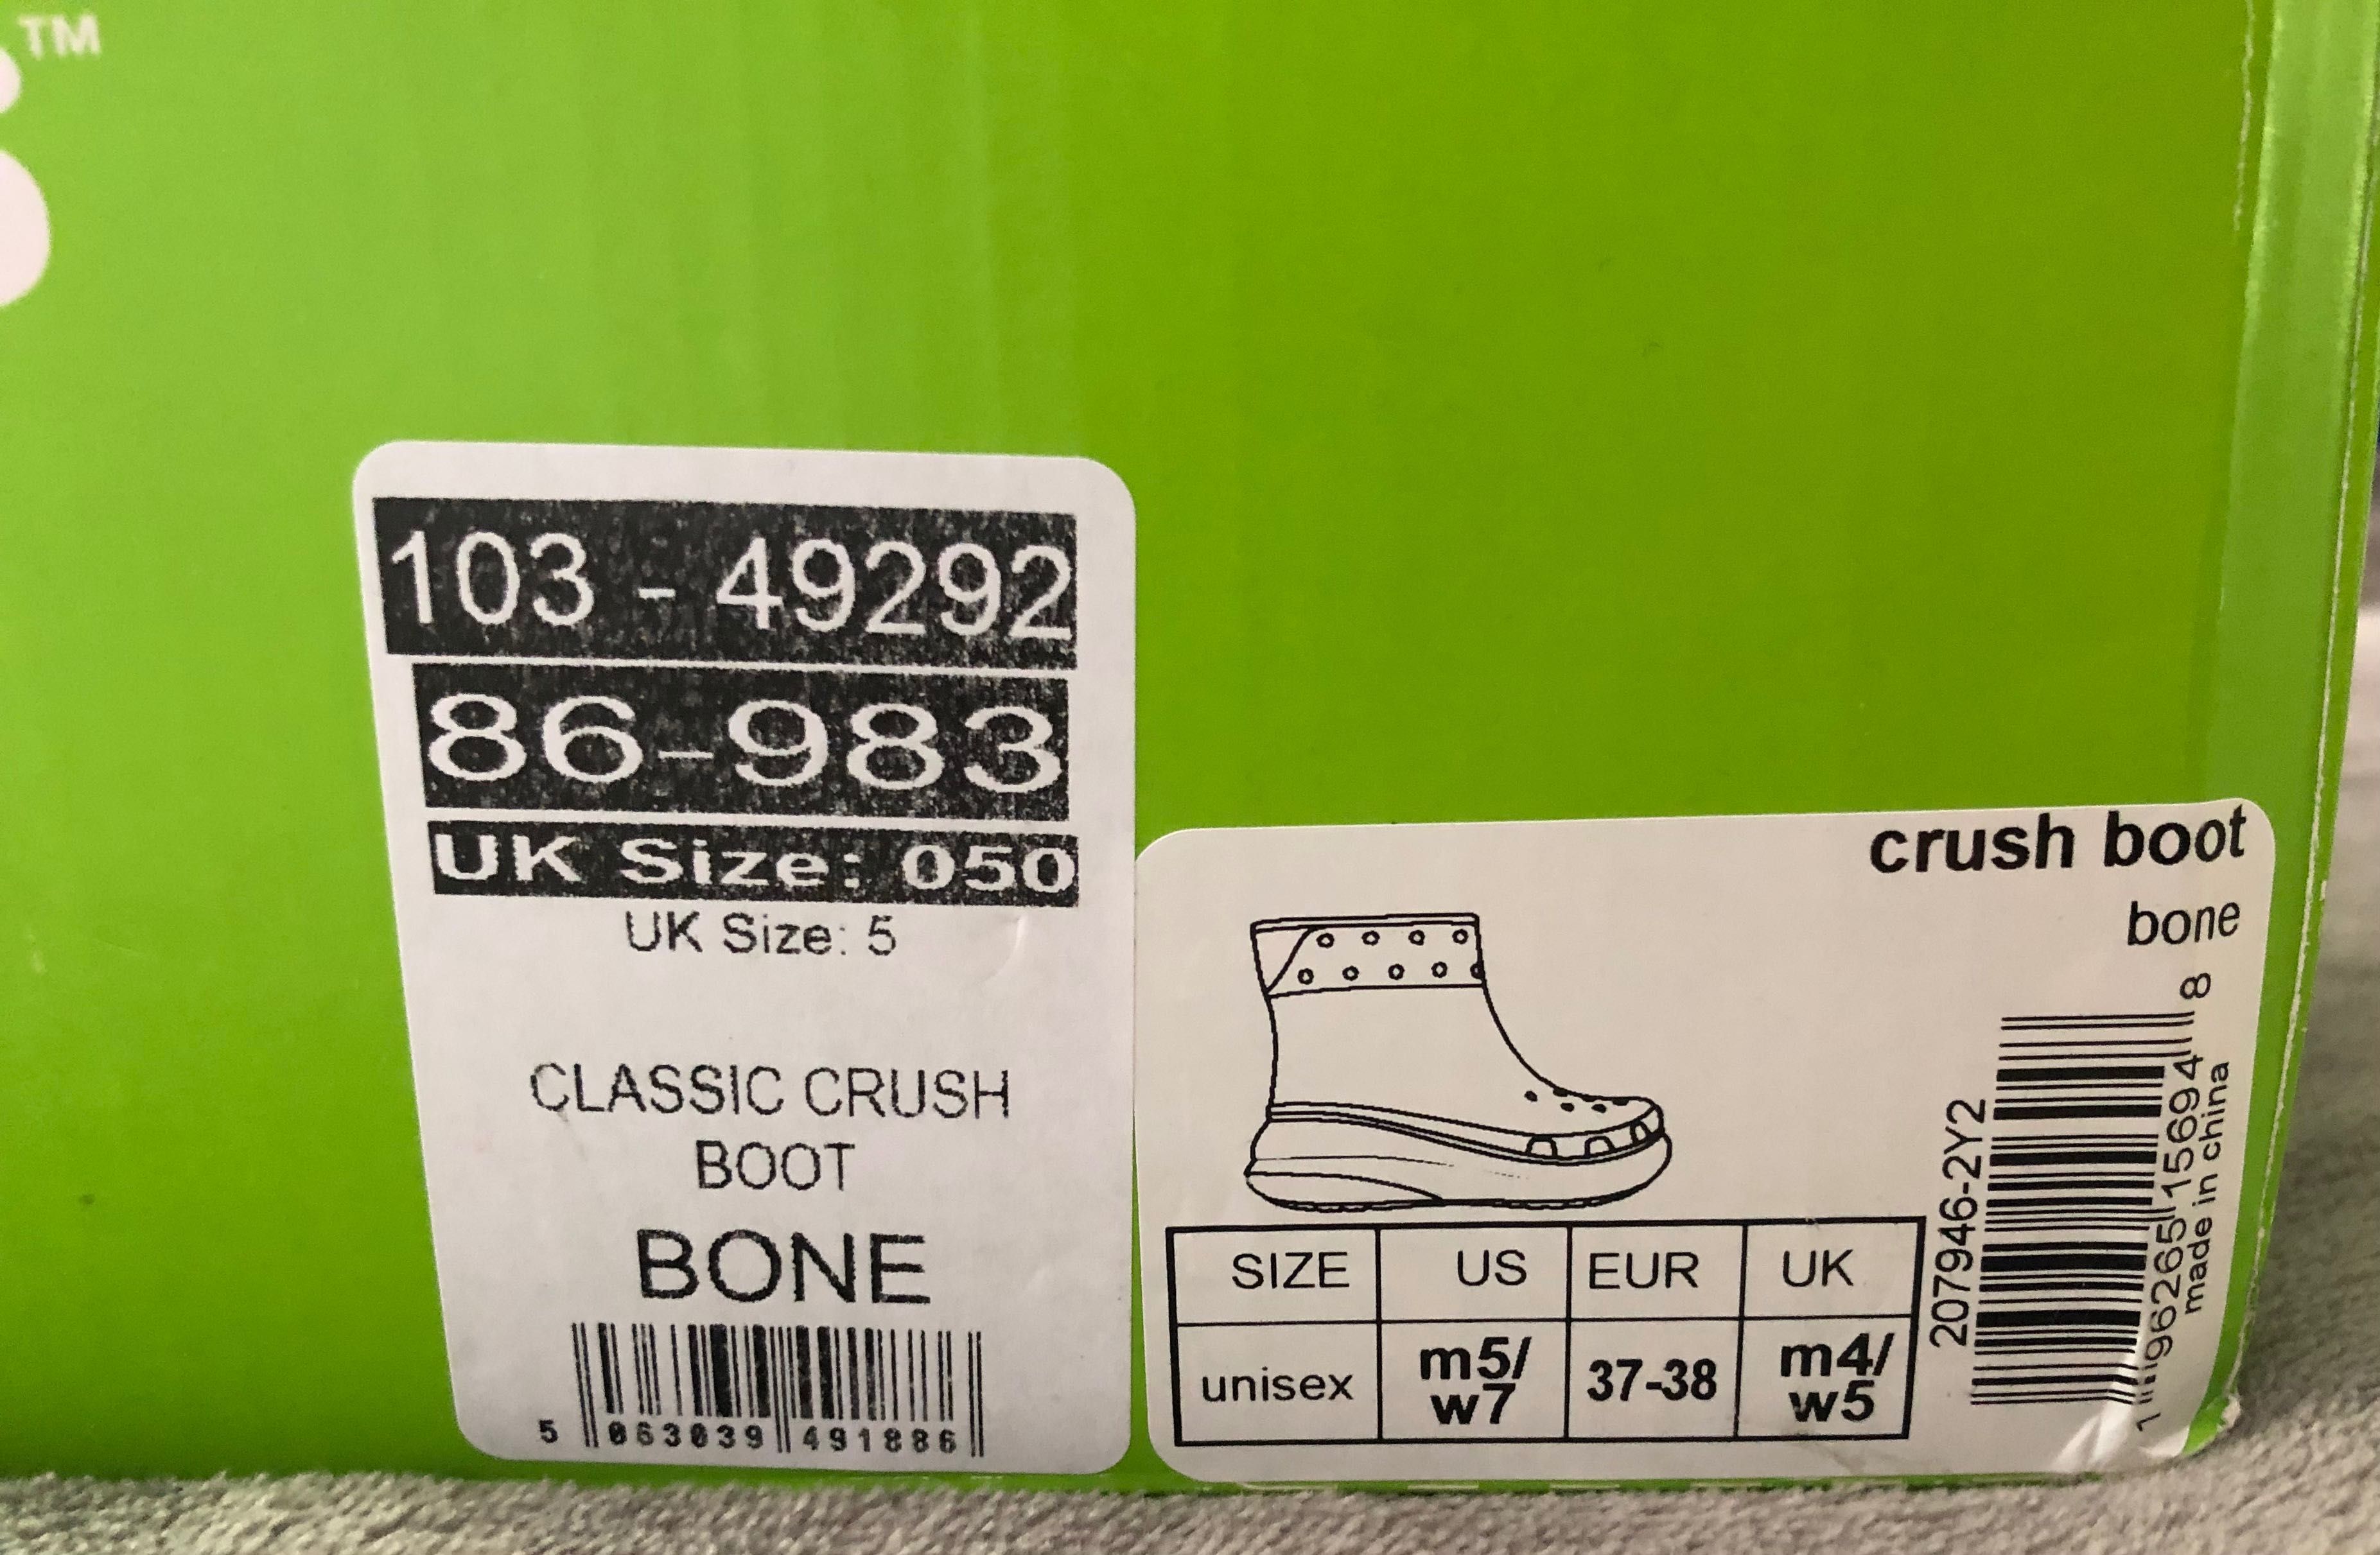 TM
103 - 49292
86-983
UK Size: 050
UK Size: 5
CLASSIC CRUSH
BOOT
BONE
5 063039 491886
crush boot
bone
SIZE US EUR UK
unisex m5/ w7 37-38 m4/ w5
207946-2Y2
1 96265 15694 8
made in china